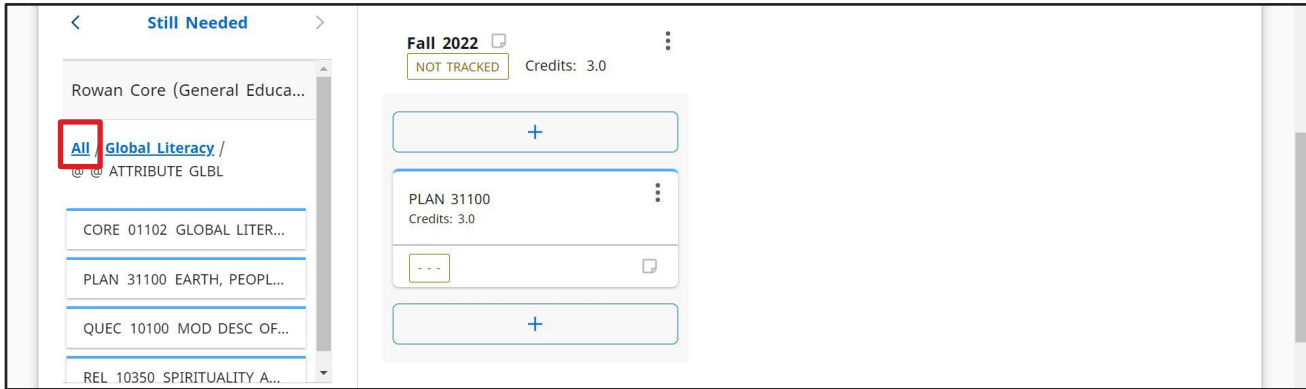 Still Needed
Rowan Core (General Educa...
All / Global Literacy /
@ @ ATTRIBUTE GLBL
CORE 01102 GLOBAL LITER...
PLAN 31100 EARTH, PEOPL...
QUEC 10100 MOD DESC OF...
REL 10350 SPIRITUALITY A...
Fall 2022
NOT TRACKED Credits: 3.0
+
PLAN 31100
Credits: 3.0
- - -
+